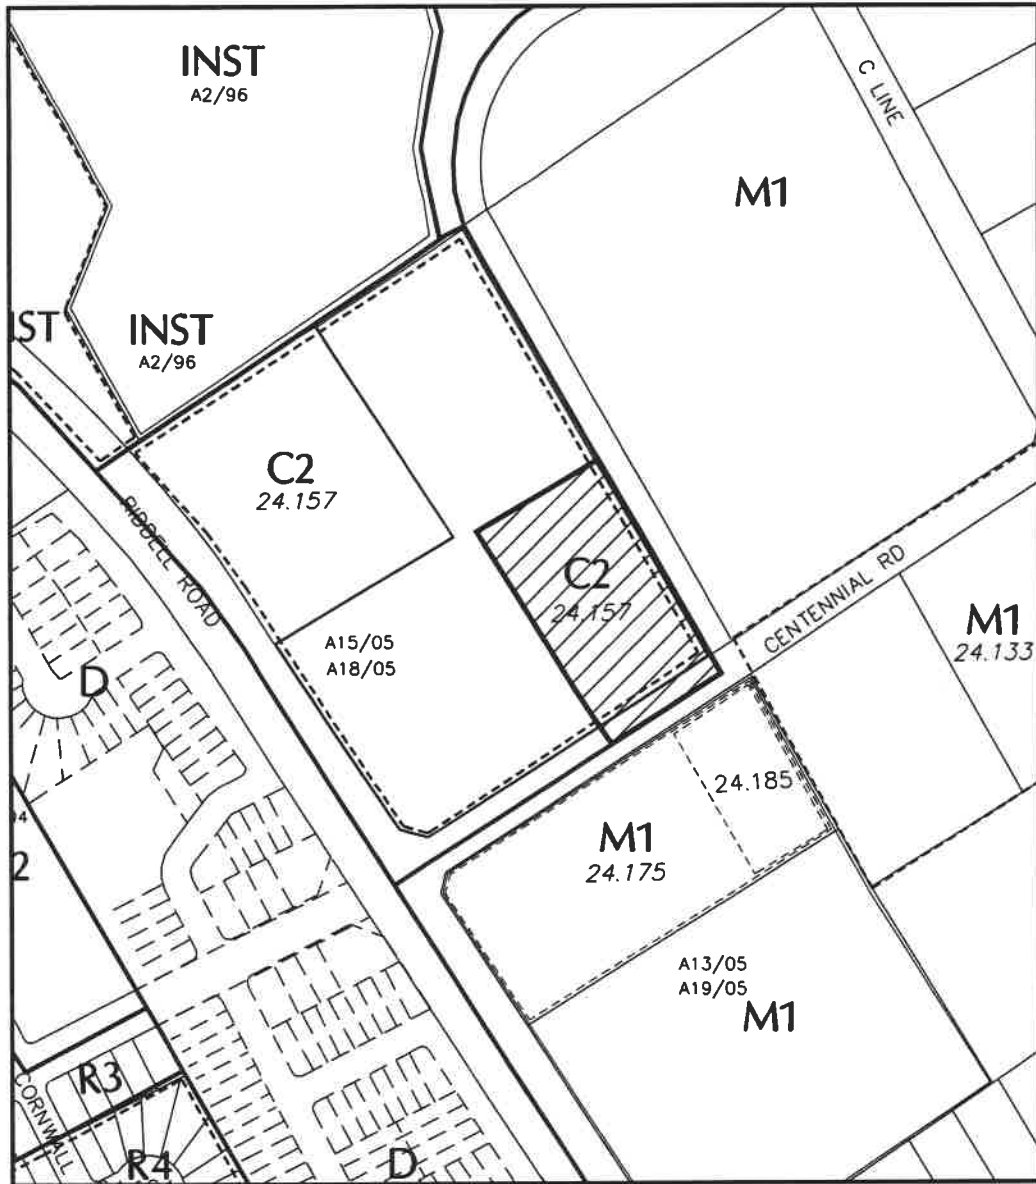 INST
A2/96
C LINE
M1
IST
INST
A2/96
C2
24.157
RIDDELL ROAD
C2
24.157
CENTENNIAL RD
M1
24.133
A15/05
A18/05
D
24.185
M1
24.175
2
A13/05
A19/05
M1
R3
CORNWALL
R4
D